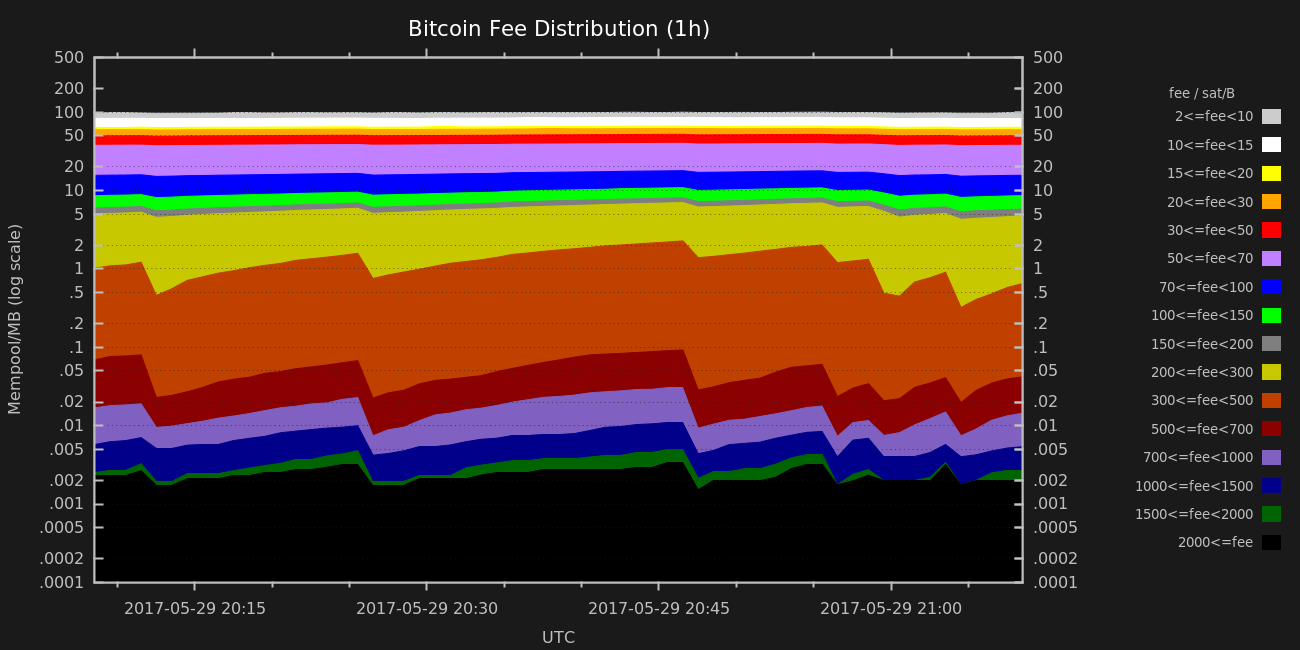 Bitcoin Fee Distribution (1h)
Mempool/MB (log scale)
500
200
100
50
20
10
5
2
1
.5
.2
.1
.05
.02
.01
.005
.002
.001
.0005
.0002
.0001
500
200
100
50
20
10
5
2
1
.5
.2
.1
.05
.02
.01
.005
.002
.001
.0005
.0002
.0001
2017-05-29 20:15
2017-05-29 20:30
2017-05-29 20:45
2017-05-29 21:00
UTC
fee / sat/B
2<=fee<10
10<=fee<15
15<=fee<20
20<=fee<30
30<=fee<50
50<=fee<70
70<=fee<100
100<=fee<150
150<=fee<200
200<=fee<300
300<=fee<500
500<=fee<700
700<=fee<1000
1000<=fee<1500
1500<=fee<2000
2000<=fee